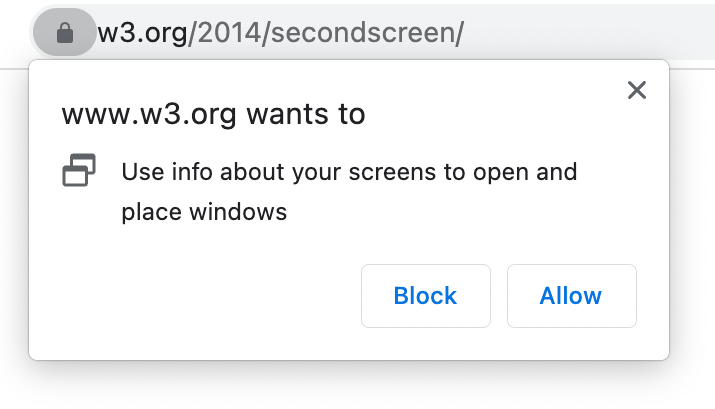 w3.org/2014/secondscreen/
www.w3.org wants to
Use info about your screens to open and
place windows
Block Allow